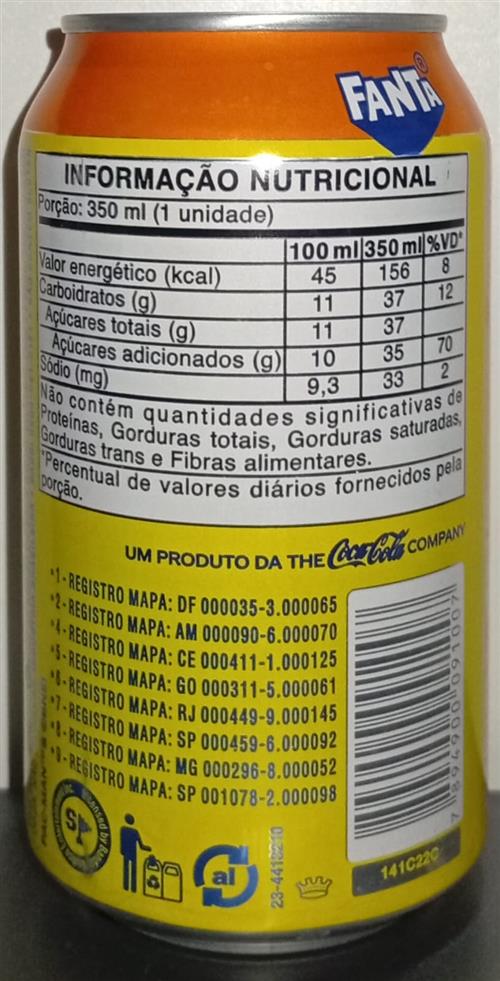 FANTA®
INFORMAÇÃO NUTRICIONAL
Porção: 350 ml (1 unidade)
100 ml 350 ml %VD*
Valor energético (kcal) 45 156 8
Carboidratos (g) 11 37 12
Açúcares totais (g) 11 37
Açúcares adicionados (g) 10 35 70
Sódio (mg) 9,3 33 2
Não contém quantidades significativas de
Proteínas, Gorduras totais, Gorduras saturadas,
Gorduras trans e Fibras alimentares.
*Percentual de valores diários fornecidos pela
porção.
UM PRODUTO DA THE Coca-Cola COMPANY
•1-REGISTRO MAPA: DF 000035-3.000065
•2-REGISTRO MAPA: AM 000090-6.000070
•4-REGISTRO MAPA: CE 000411-1.000125
•5-REGISTRO MAPA: GO 000311-5.000061
•6-REGISTRO MAPA: RJ 000449-9.000145
•7-REGISTRO MAPA: SP 000459-6.000092
•8-REGISTRO MAPA: MG 000296-8.000052
•9-REGISTRO MAPA: SP 001078-2.000098
7 894900 091007
al
141C22C